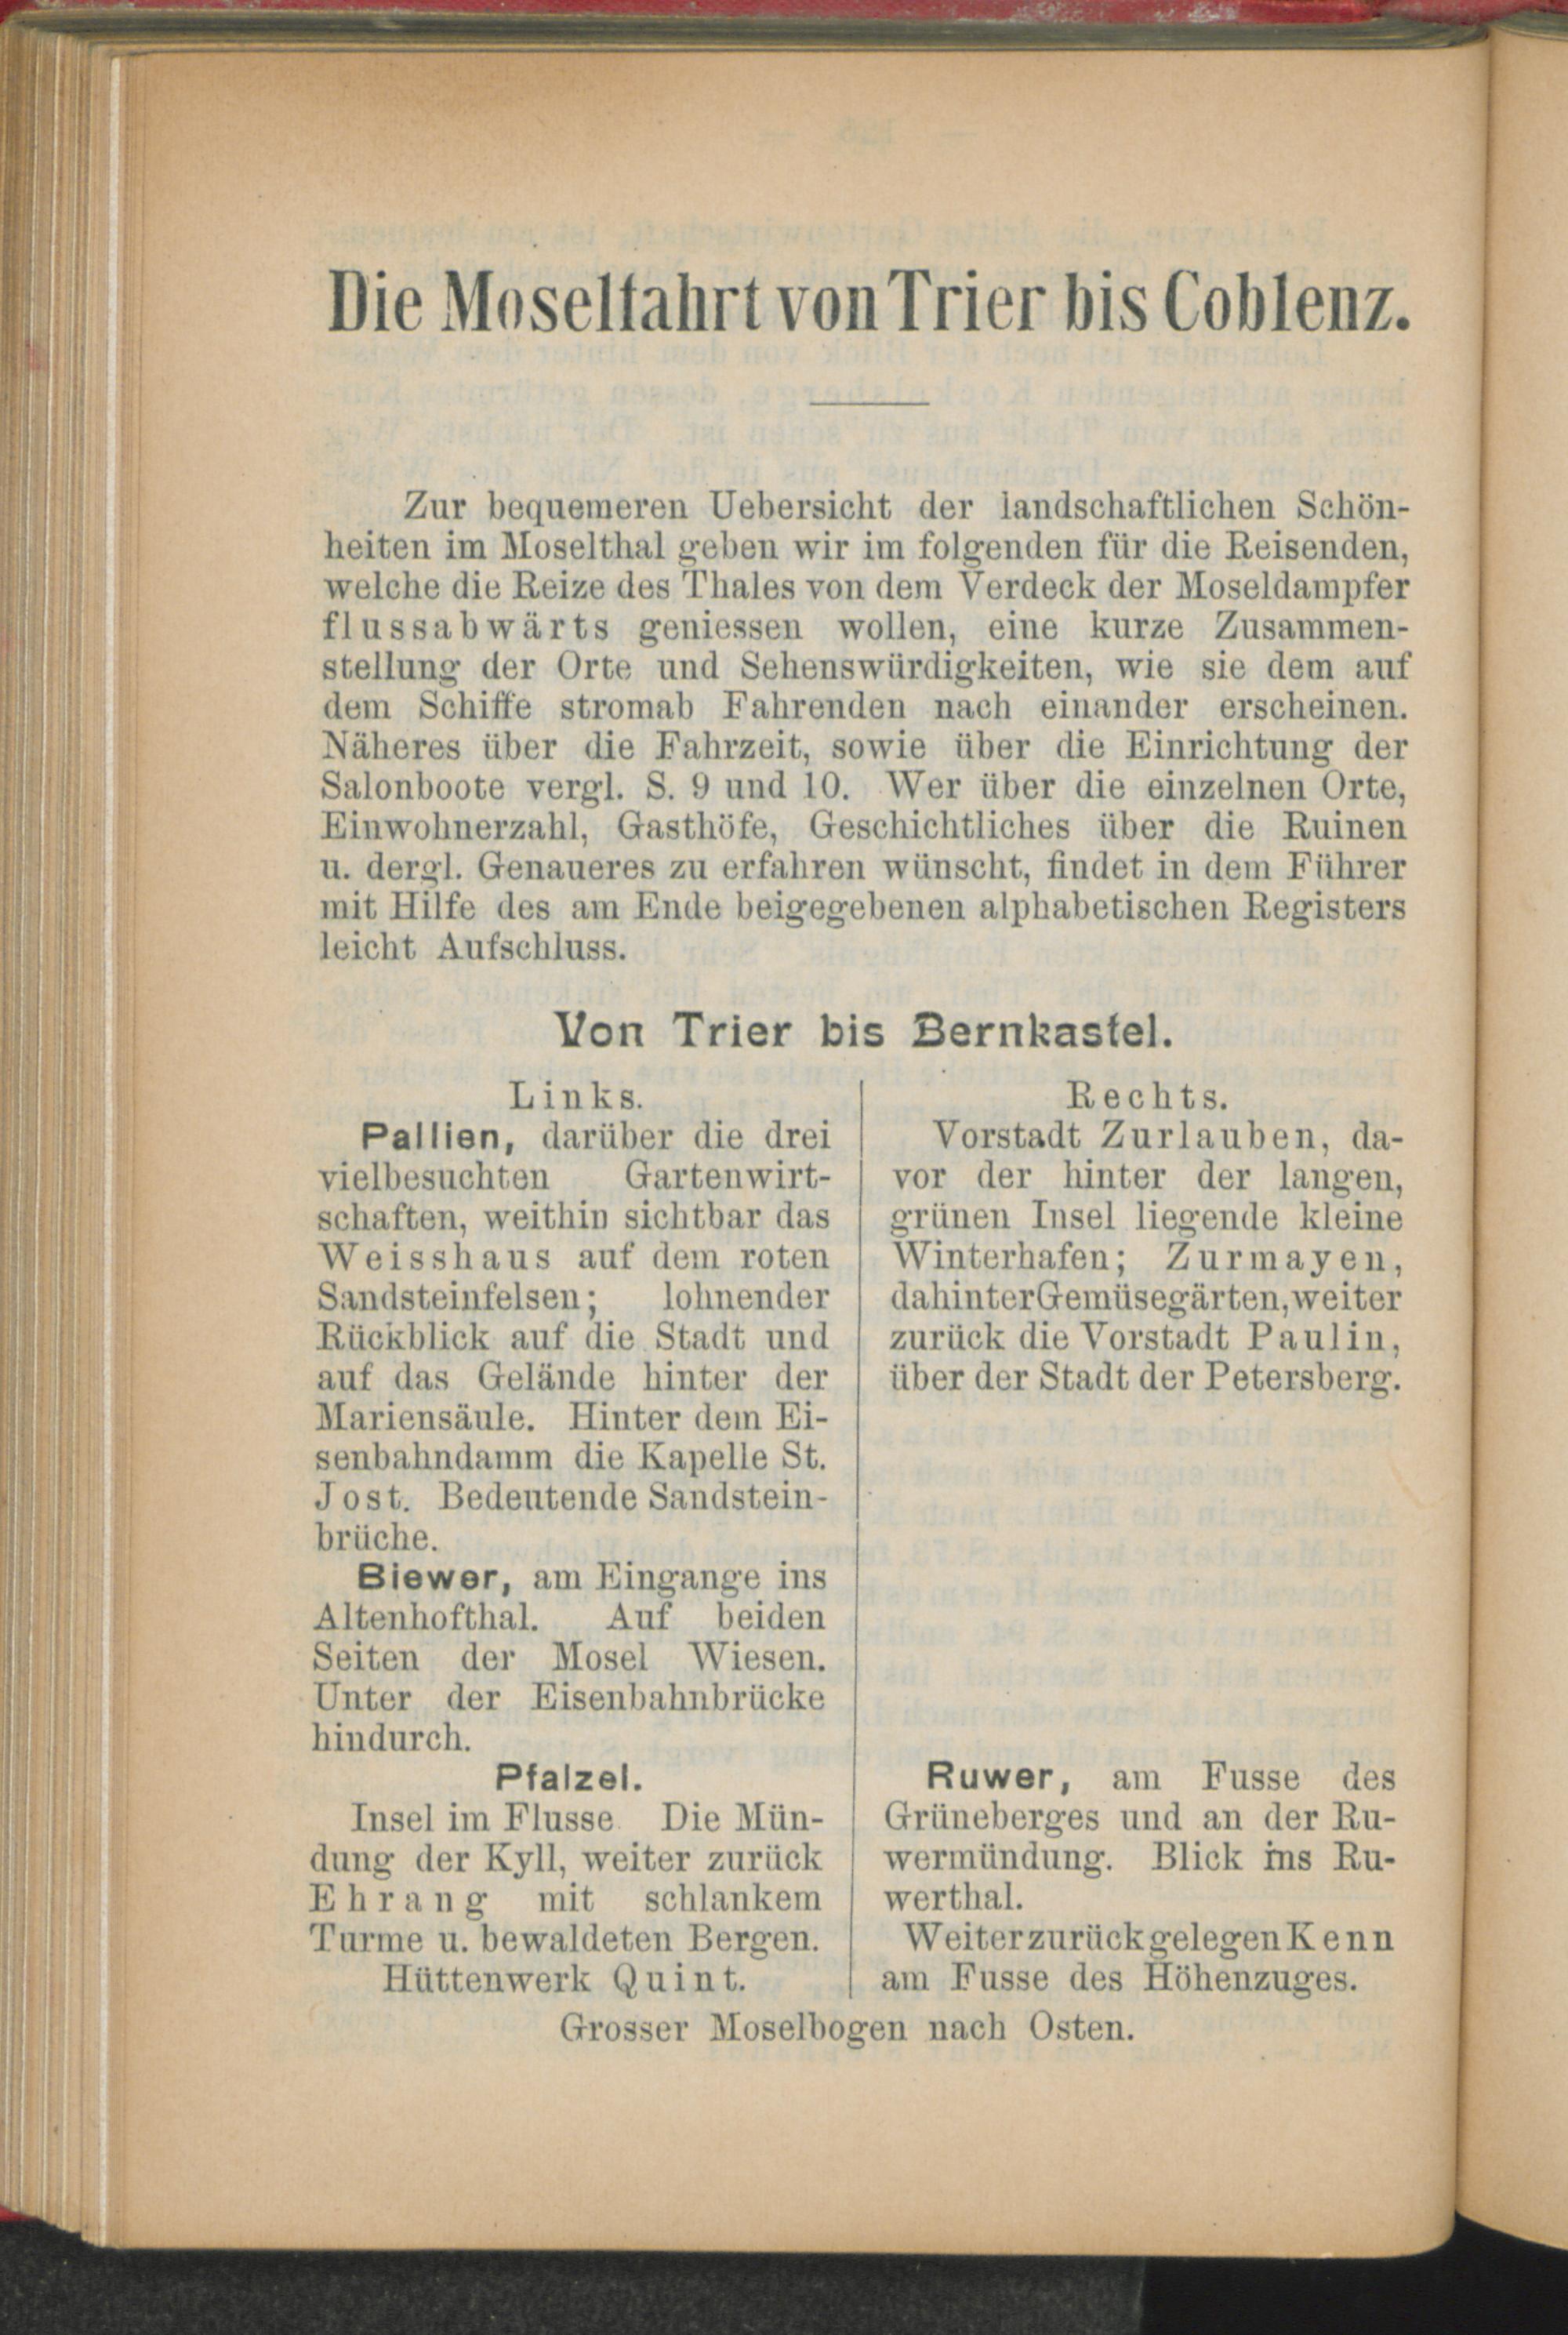 Die Moselfahrt von Trier bis Coblenz.
Zur bequemeren Uebersicht der landschaftlichen Schön-
heiten im Moselthal geben wir im folgenden für die Reisenden,
welche die Reize des Thales von dem Verdeck der Moseldampfer
flussabwärts geniessen wollen, eine kurze Zusammen-
stellung der Orte und Sehenswürdigkeiten, wie sie dem auf
dem Schiffe stromab Fahrenden nach einander erscheinen.
Näheres über die Fahrzeit, sowie über die Einrichtung der
Salonboote vergl. S. 9 und 10. Wer über die einzelnen Orte,
Einwohnerzahl, Gasthöfe, Geschichtliches über die Ruinen
u. dergl. Genaueres zu erfahren wünscht, findet in dem Führer
mit Hilfe des am Ende beigegebenen alphabetischen Registers
leicht Aufschluss.
Von Trier bis Bernkastel.
Links.
Pallien, darüber die drei
vielbesuchten Gartenwirt-
schaften, weithin sichtbar das
Weisshaus auf dem roten
Sandsteinfelsen; lohnender
Rückblick auf die Stadt und
auf das Gelände hinter der
Mariensäule. Hinter dem Ei-
senbahndamm die Kapelle St.
Jost. Bedeutende Sandstein-
brüche.
Biewer, am Eingange ins
Altenhofthal. Auf beiden
Seiten der Mosel Wiesen.
Unter der Eisenbahnbrücke
hindurch.
Pfalzel.
Insel im Flusse. Die Mün-
dung der Kyll, weiter zurück
Ehrang mit schlankem
Turme u. bewaldeten Bergen.
Hüttenwerk Quint.
Rechts.
Vorstadt Zurlauben, da-
vor der hinter der langen,
grünen Insel liegende kleine
Winterhafen; Zurmayen,
dahinter Gemüsegärten, weiter
zurück die Vorstadt Paulin,
über der Stadt der Petersberg.
Ruwer, am Fusse des
Grüneberges und an der Ru-
wermündung. Blick ins Ru-
werthal.
Weiter zurück gelegen Kenn
am Fusse des Höhenzuges.
Grosser Moselbogen nach Osten.